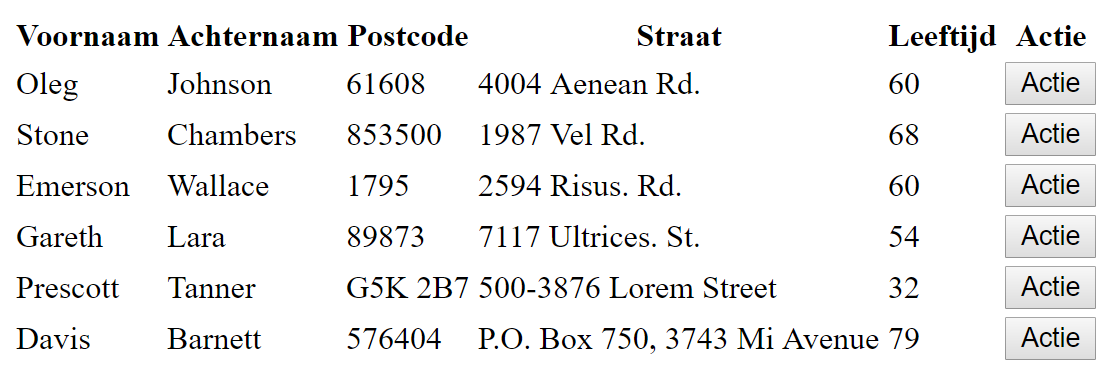 Voornaam Achternaam Postcode Straat Leeftijd Actie
Oleg Johnson 61608 4004 Aenean Rd. 60 Actie
Stone Chambers 853500 1987 Vel Rd. 68 Actie
Emerson Wallace 1795 2594 Risus. Rd. 60 Actie
Gareth Lara 89873 7117 Ultrices. St. 54 Actie
Prescott Tanner G5K 2B7 500-3876 Lorem Street 32 Actie
Davis Barnett 576404 P.O. Box 750, 3743 Mi Avenue 79 Actie